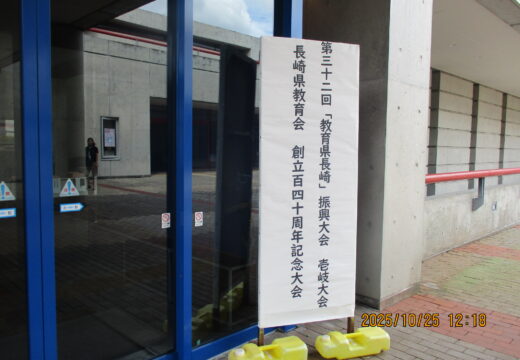 第三十二回「教育県長崎」振興大会　壱岐大会
長崎県教育会　創立百四十周年記念大会
2025/10/25 12:18